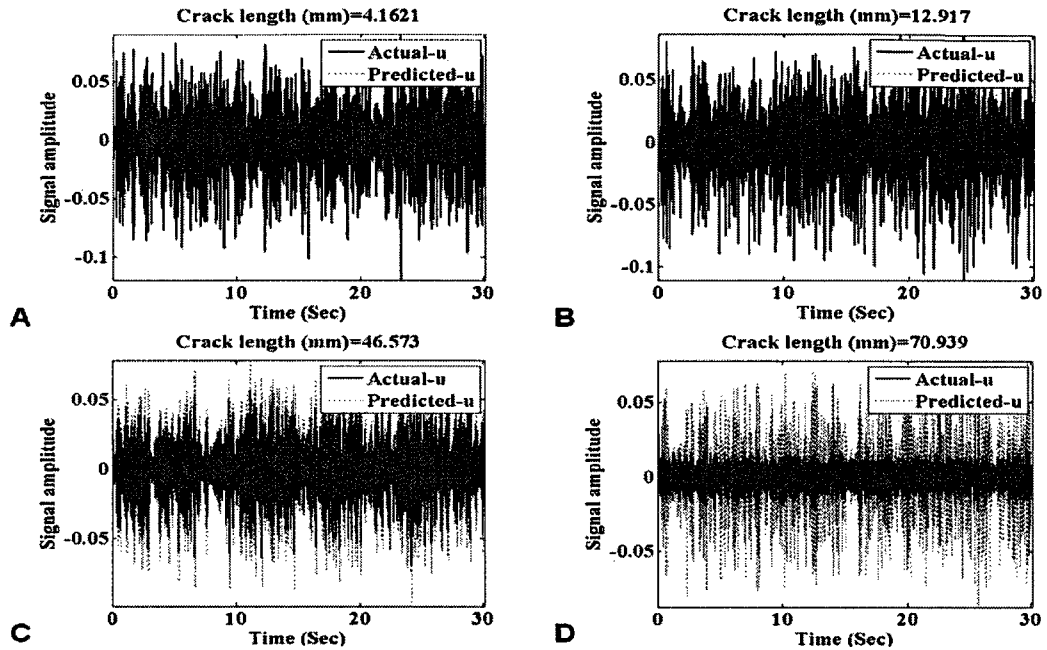 Crack length (mm)=4.1621
Actual-u
Predicted-u
Signal amplitude
0.05
0
-0.05
-0.1
0
10
20
30
Time (Sec)
A
Crack length (mm)=12.917
Actual-u
Predicted-u
Signal amplitude
0.05
0
-0.05
-0.1
0
10
20
30
Time (Sec)
B
Crack length (mm)=46.573
Actual-u
Predicted-u
Signal amplitude
0.05
0
-0.05
0
10
20
30
Time (Sec)
C
Crack length (mm)=70.939
Actual-u
Predicted-u
Signal amplitude
0.05
0
-0.05
0
10
20
30
Time (Sec)
D